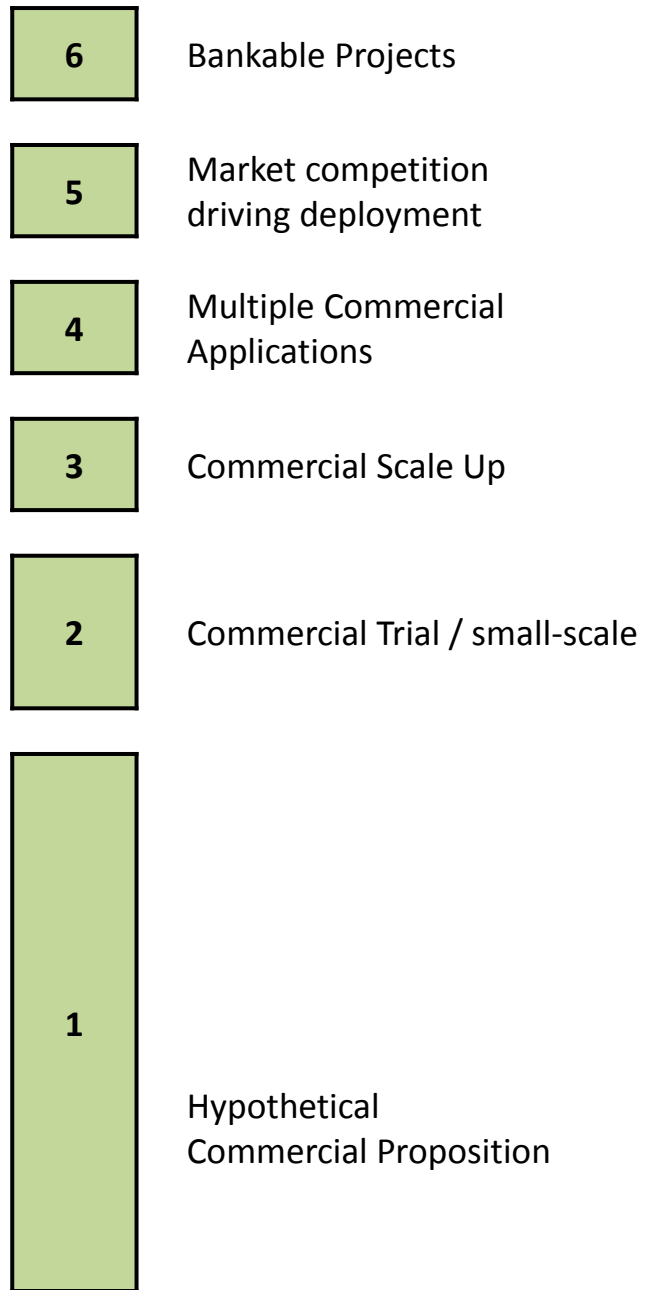 6
Bankable Projects
5
Market competition
driving deployment
4
Multiple Commercial
Applications
3
Commercial Scale Up
2
Commercial Trial / small-scale
1
Hypothetical
Commercial Proposition